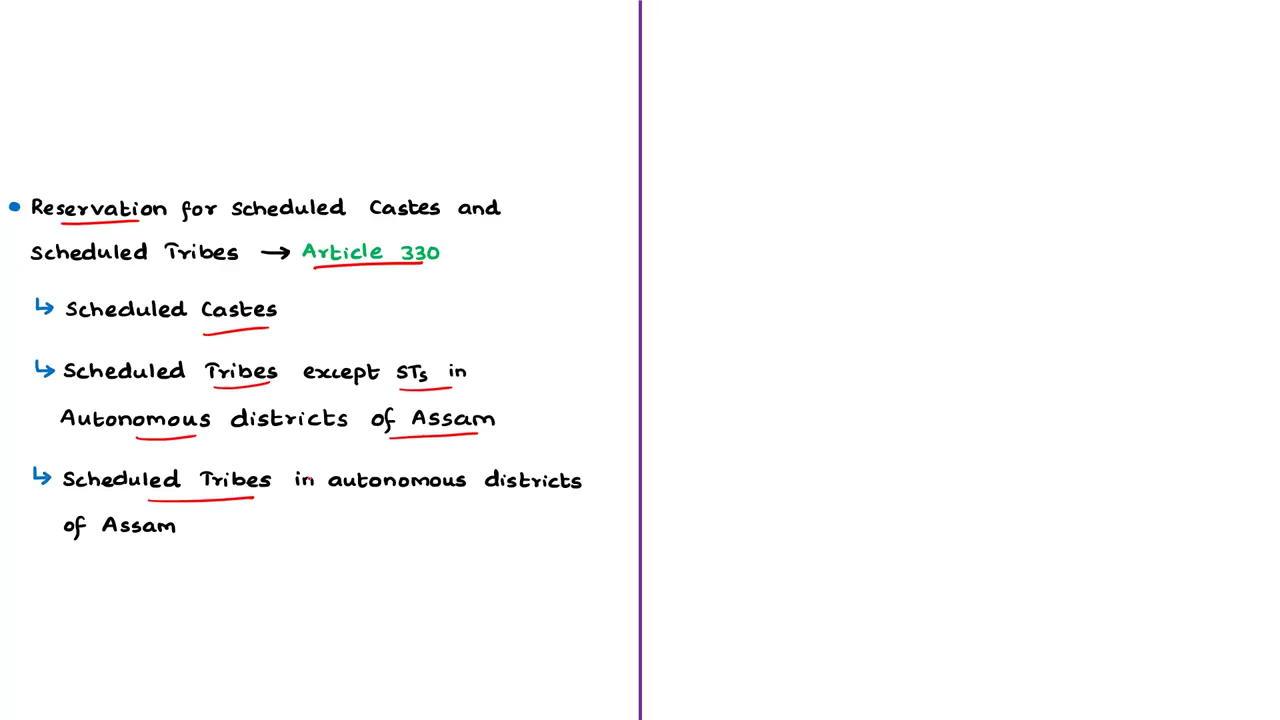 • Reservation for Scheduled Castes and
Scheduled Tribes → Article 330
↳ Scheduled Castes
↳ Scheduled Tribes except STs in
Autonomous districts of Assam
↳ Scheduled Tribes in autonomous districts
of Assam